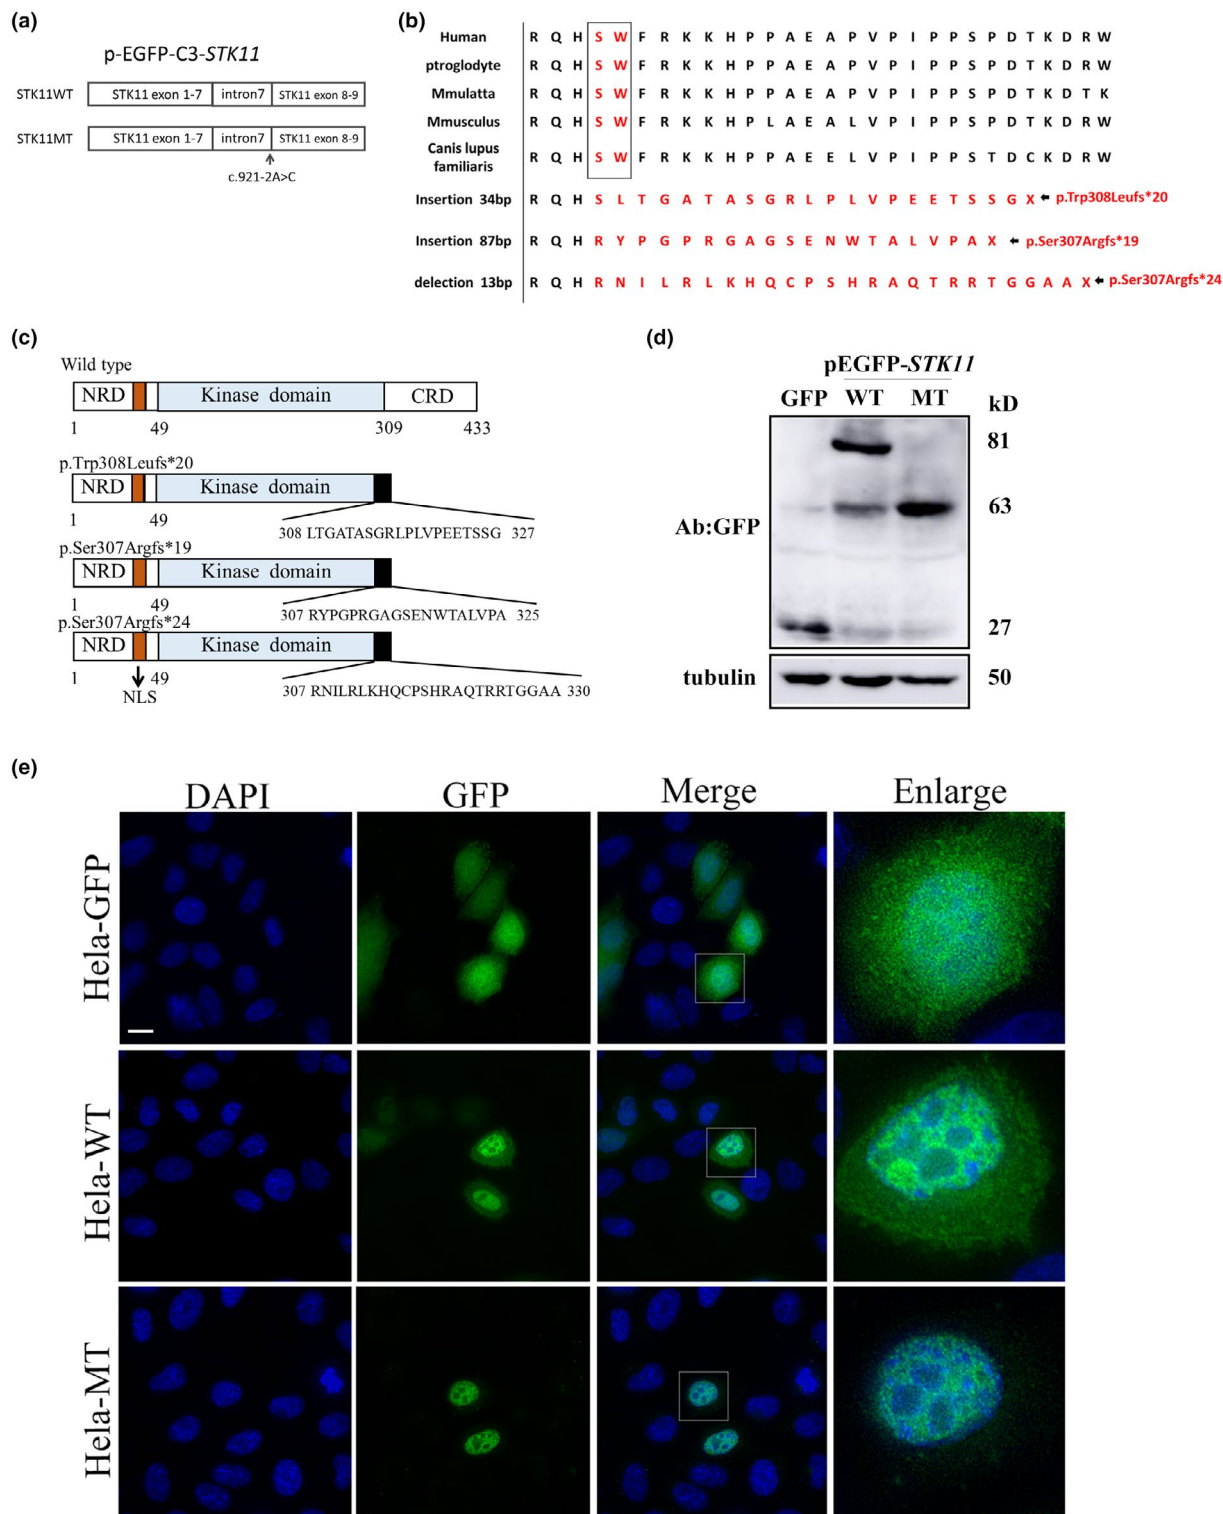 (a)
p-EGFP-C3-STK11
STK11WT STK11 exon 1-7 intron7 STK11 exon 8-9
STK11MT STK11 exon 1-7 intron7 STK11 exon 8-9
c.921-2A>C
(b)
Human R Q H S W F R K K H P P A E A P V P I P P S P D T K D R W
ptroglodyte R Q H S W F R K K H P P A E A P V P I P P S P D T K D R W
Mmulatta R Q H S W F R K K H P P A E A P V P I P P S P D T K D T K
Mmusculus R Q H S W F R K K H P L A E A L V P I P P S P D T K D R W
Canis lupus
familiaris R Q H S W F R K K H P P A E E L V P I P P S T D C K D R W
Insertion 34bp R Q H S L T G A T A S G R L P L V P E E T S S G X p.Trp308Leufs*20
Insertion 87bp R Q H R Y P G P R G A G S E N W T A L V P A X p.Ser307Argfs*19
delection 13bp R Q H R N I L R L K H Q C P S H R A Q T R R T G G A A X p.Ser307Argfs*24
(c)
Wild type
NRD Kinase domain CRD
1 49 309 433
p.Trp308Leufs*20
NRD Kinase domain
1 49
308 LTGATASGRLPLVPEETSSG 327
p.Ser307Argfs*19
NRD Kinase domain
1 49
307 RYPGPRGAGSENWTALVPA 325
p.Ser307Argfs*24
NRD Kinase domain
1 49
NLS
307 RNILRLKHQCPSHRAQTRRTGGAA 330
(d)
pEGFP-STK11
GFP WT MT kD
81
63
Ab:GFP
27
tubulin 50
(e)
DAPI GFP Merge Enlarge
Hela-GFP
Hela-WT
Hela-MT